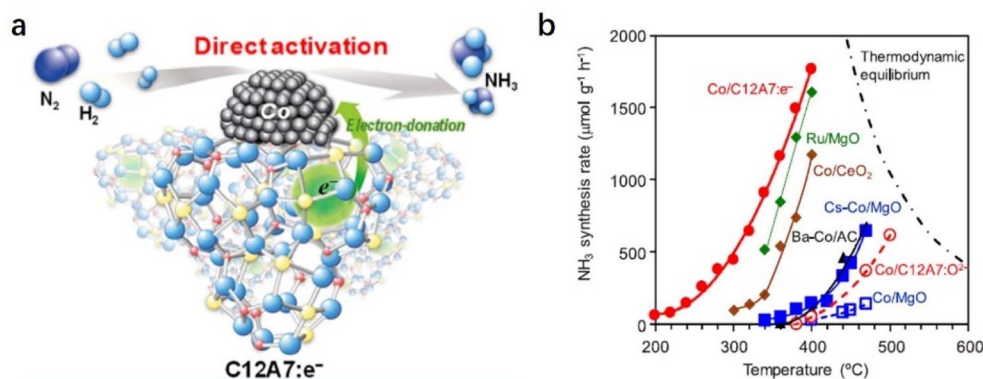 a
Direct activation
N2
H2
NH3
Co
Electron-donation
e−
C12A7:e−
b
NH3 synthesis rate (μmol g−1 h−1)
2000
1500
1000
500
0
Thermodynamic
equilibrium
Co/C12A7:e−
Ru/MgO
Co/CeO2
Cs-Co/MgO
Ba-Co/AC
Co/C12A7:O2-
Co/MgO
200 300 400 500 600
Temperature (ºC)